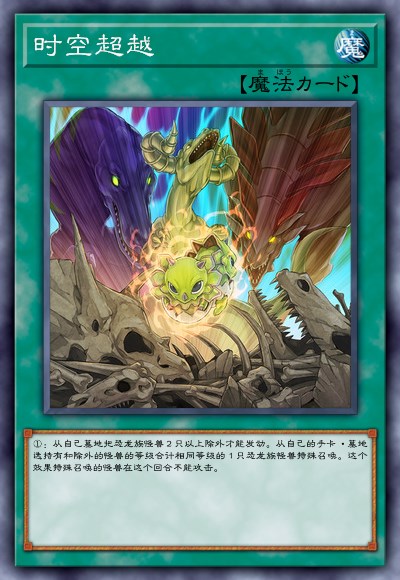 时空超越
魔
【魔法カード】
まほう
①：从自己墓地把恐龙族怪兽2只以上除外才能发动。从自己的手卡·墓地
选持有和除外的怪兽的等级合计相同等级的1只恐龙族怪兽特殊召唤。这个
效果特殊召唤的怪兽在这个回合不能攻击。